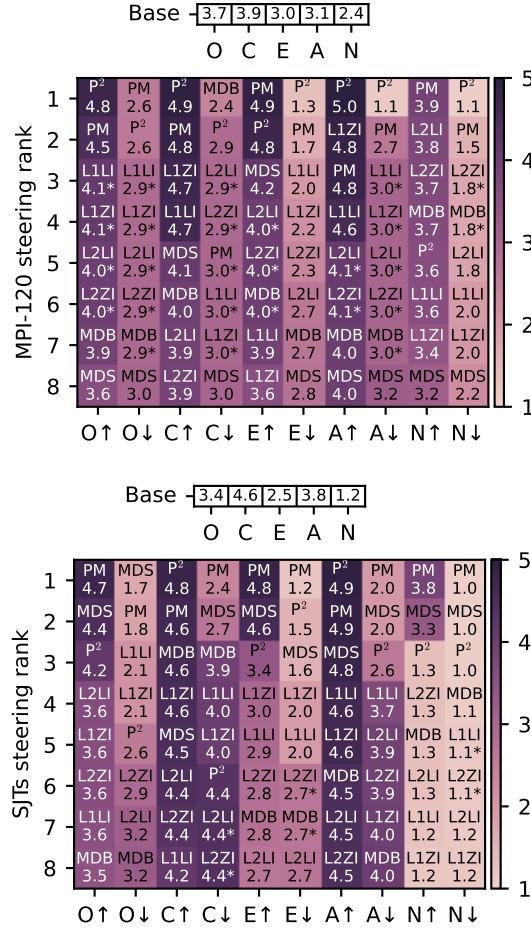 Base 3.7 3.9 3.0 3.1 2.4
O C E A N
MPI-120 steering rank
1 P² PM P² MDB PM P² P² P² PM P²
4.8 2.6 4.9 2.4 4.9 1.3 5.0 1.1 3.9 1.1
2 PM P² PM P² P² PM L1ZI PM L2LI PM
4.5 2.6 4.8 2.9 4.8 1.7 4.8 2.7 3.8 1.5
3 L1LI L1LI L1ZI L2LI MDS L1LI PM L1LI L2ZI L2ZI
4.1* 2.9* 4.8 2.9* 4.2 2.0 4.8 3.0* 3.7 1.8*
4 L1ZI L1ZI L1LI L2ZI L2LI L1ZI L1LI L1ZI MDB MDB
4.1* 2.9* 4.7 2.9* 4.0* 2.2 4.6 3.0* 3.7 1.8*
5 L2LI L2LI MDS PM L2ZI L2ZI L2LI L2LI P² L2LI
4.0* 2.9* 4.1 3.0* 4.0* 2.3 4.1* 3.0* 3.6 1.8
6 L2ZI L2ZI MDB L1LI MDB L2LI L2ZI L2ZI L1LI L1LI
4.0* 2.9* 4.0 3.0* 4.0* 2.7 4.1* 3.0* 3.6 2.0
7 MDB MDB L2LI L1ZI L1LI MDB MDB MDB L1ZI L1ZI
3.9 2.9* 3.9 3.0* 3.9 2.7 4.0 3.0* 3.4 2.0
8 MDS MDS L2ZI MDS L1ZI MDS MDS MDS MDS MDS
3.6 3.0 3.9 3.0 3.6 2.8 4.0 3.2 3.2 2.2
O↑ O↓ C↑ C↓ E↑ E↓ A↑ A↓ N↑ N↓
5
4
3
2
1
Base 3.4 4.6 2.5 3.8 1.2
O C E A N
SJTs steering rank
1 PM MDS P² PM PM PM P² PM PM PM
4.7 1.7 4.8 2.4 4.8 1.2 4.9 2.0 3.8 1.0
2 MDS PM MDS MDS MDS P² PM MDS MDS MDS
4.4 1.8 4.6 2.7 4.6 1.5 4.9 2.0 3.3 1.0
3 P² L1LI MDB MDB P² MDS MDS P² P² P²
4.2 2.1 4.6 3.9 3.4 1.6 4.8 2.6 1.3 1.0
4 L2LI L1ZI L1ZI L1LI L1ZI L1ZI L1LI L1LI L2ZI MDB
3.6 2.1 4.6 4.0 3.0 2.0 4.6 3.7 1.3 1.1
5 L1ZI P² PM L1ZI L1LI L1LI L1ZI L2LI MDB L1LI
3.6 2.6 4.5 4.0 2.9 2.0 4.6 3.9 1.3 1.1*
6 L2ZI L2ZI L2LI P² L2ZI L2ZI MDB L2ZI L2LI L2ZI
3.6 2.9 4.4 4.4 2.8 2.7* 4.5 3.9 1.3 1.1*
7 L1LI L2LI L2ZI L2LI MDB MDB L2LI L1ZI L1LI L2LI
3.6 3.2 4.4 4.4* 2.8 2.7* 4.5 4.0 1.2 1.2
8 MDB MDB L1LI L2ZI L2LI L2LI L2ZI MDB L1ZI L1ZI
3.5 3.2 4.2 4.4* 2.7 2.7 4.5 4.0 1.2 1.2
O↑ O↓ C↑ C↓ E↑ E↓ A↑ A↓ N↑ N↓
5
4
3
2
1